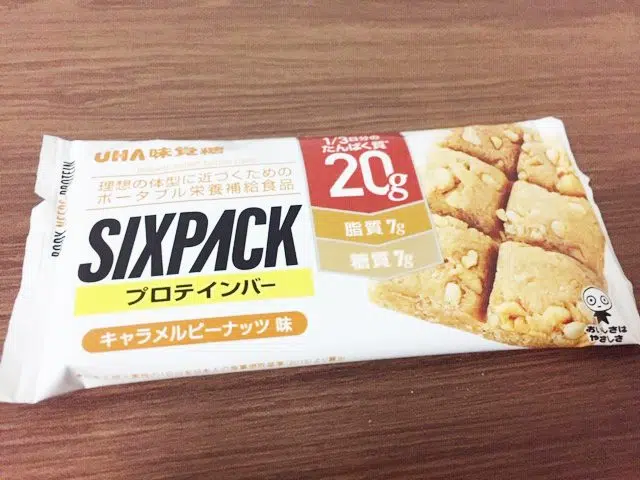 UHA味覚糖
理想の体型に近づくための
ポータブル栄養補給食品
SIXPACK
プロテインバー
キャラメルピーナッツ 味
1/3日分の
たんぱく質
20g
脂質 7g
糖質 7g
おいしさは
やさしさ
BODY NEEDS PROTEIN